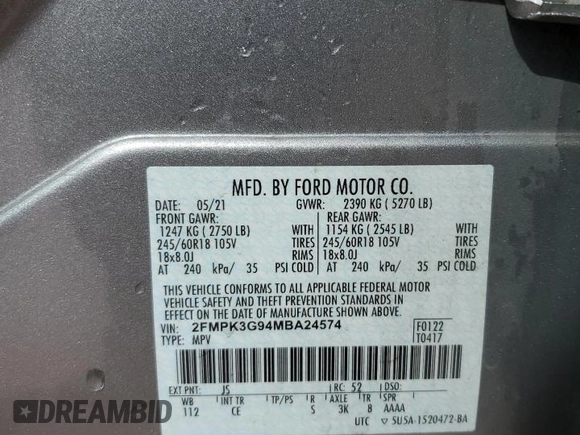 MFD. BY FORD MOTOR CO.
DATE: 05/21 GVWR: 2390 KG ( 5270 LB)
FRONT GAWR: REAR GAWR:
1247 KG ( 2750 LB) WITH 1154 KG ( 2545 LB) WITH
245/60R18 105V TIRES 245/60R18 105V TIRES
18x8.0J RIMS 18x8.0J RIMS
AT 240 kPa/ 35 PSI COLD AT 240 kPa/ 35 PSI COLD
THIS VEHICLE CONFORMS TO ALL APPLICABLE FEDERAL MOTOR
VEHICLE SAFETY AND THEFT PREVENTION STANDARDS IN
EFFECT ON THE DATE OF MANUFACTURE SHOWN ABOVE.
VIN: 2FMPK3G94MBA24574 F0122
TYPE: MPV T0417
EXT PNT: JS RC: 52 DSO:
WB INT TR TP/PS R AXLE TR SPR
112 CE S 3K 8 AAAA
UTC ▽ 5U5A-1520472-BA
DREAMBID